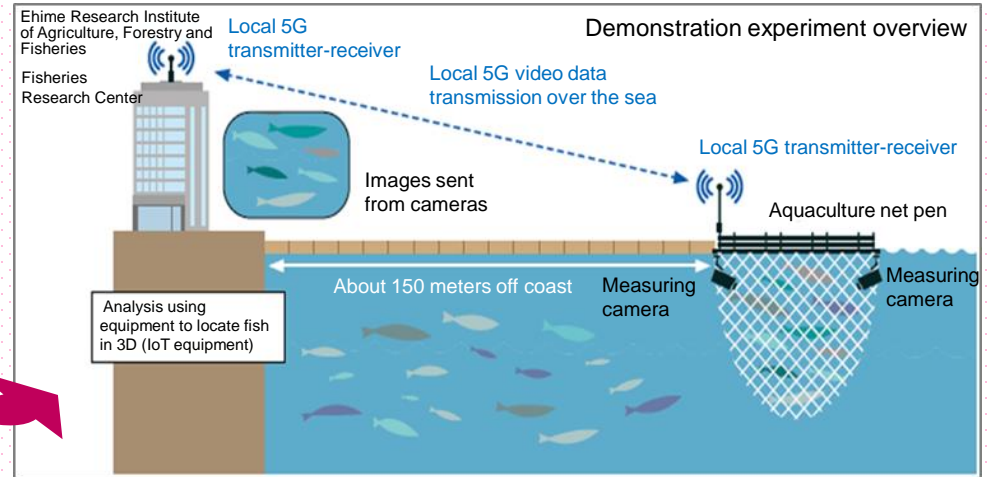 Demonstration experiment overview
Ehime Research Institute
of Agriculture, Forestry and
Fisheries
Fisheries
Research Center
Local 5G
transmitter-receiver
Local 5G video data
transmission over the sea
Local 5G transmitter-receiver
Images sent
from cameras
Aquaculture net pen
About 150 meters off coast
Measuring
camera
Measuring
camera
Analysis using
equipment to locate fish
in 3D (IoT equipment)